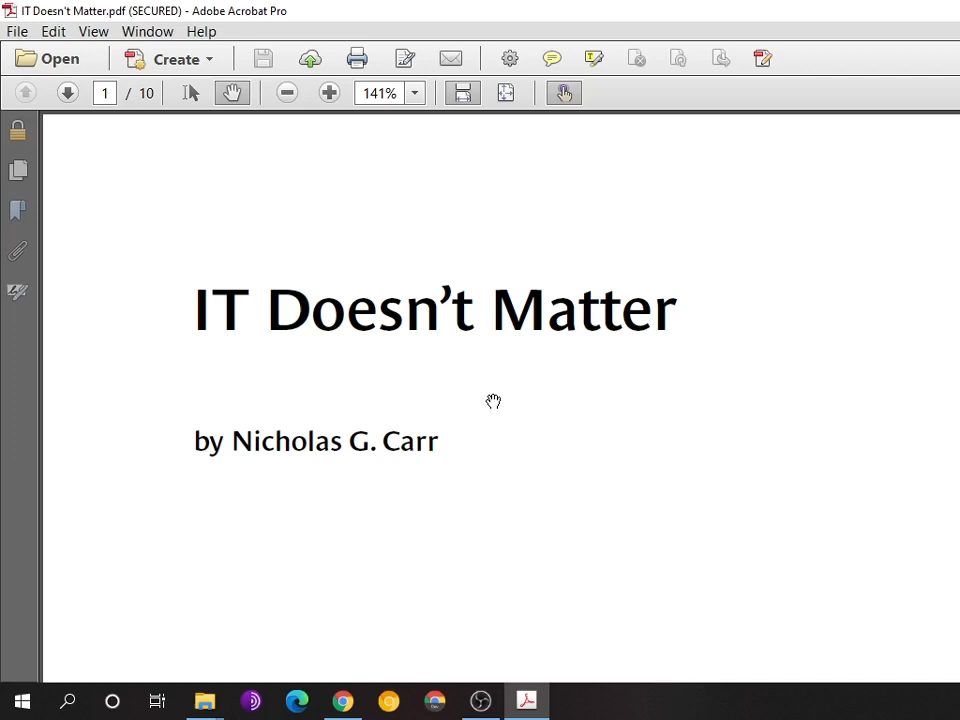 IT Doesn't Matter.pdf (SECURED) - Adobe Acrobat Pro
File Edit View Window Help
Open Create
1 / 10 141%
IT Doesn’t Matter
by Nicholas G. Carr